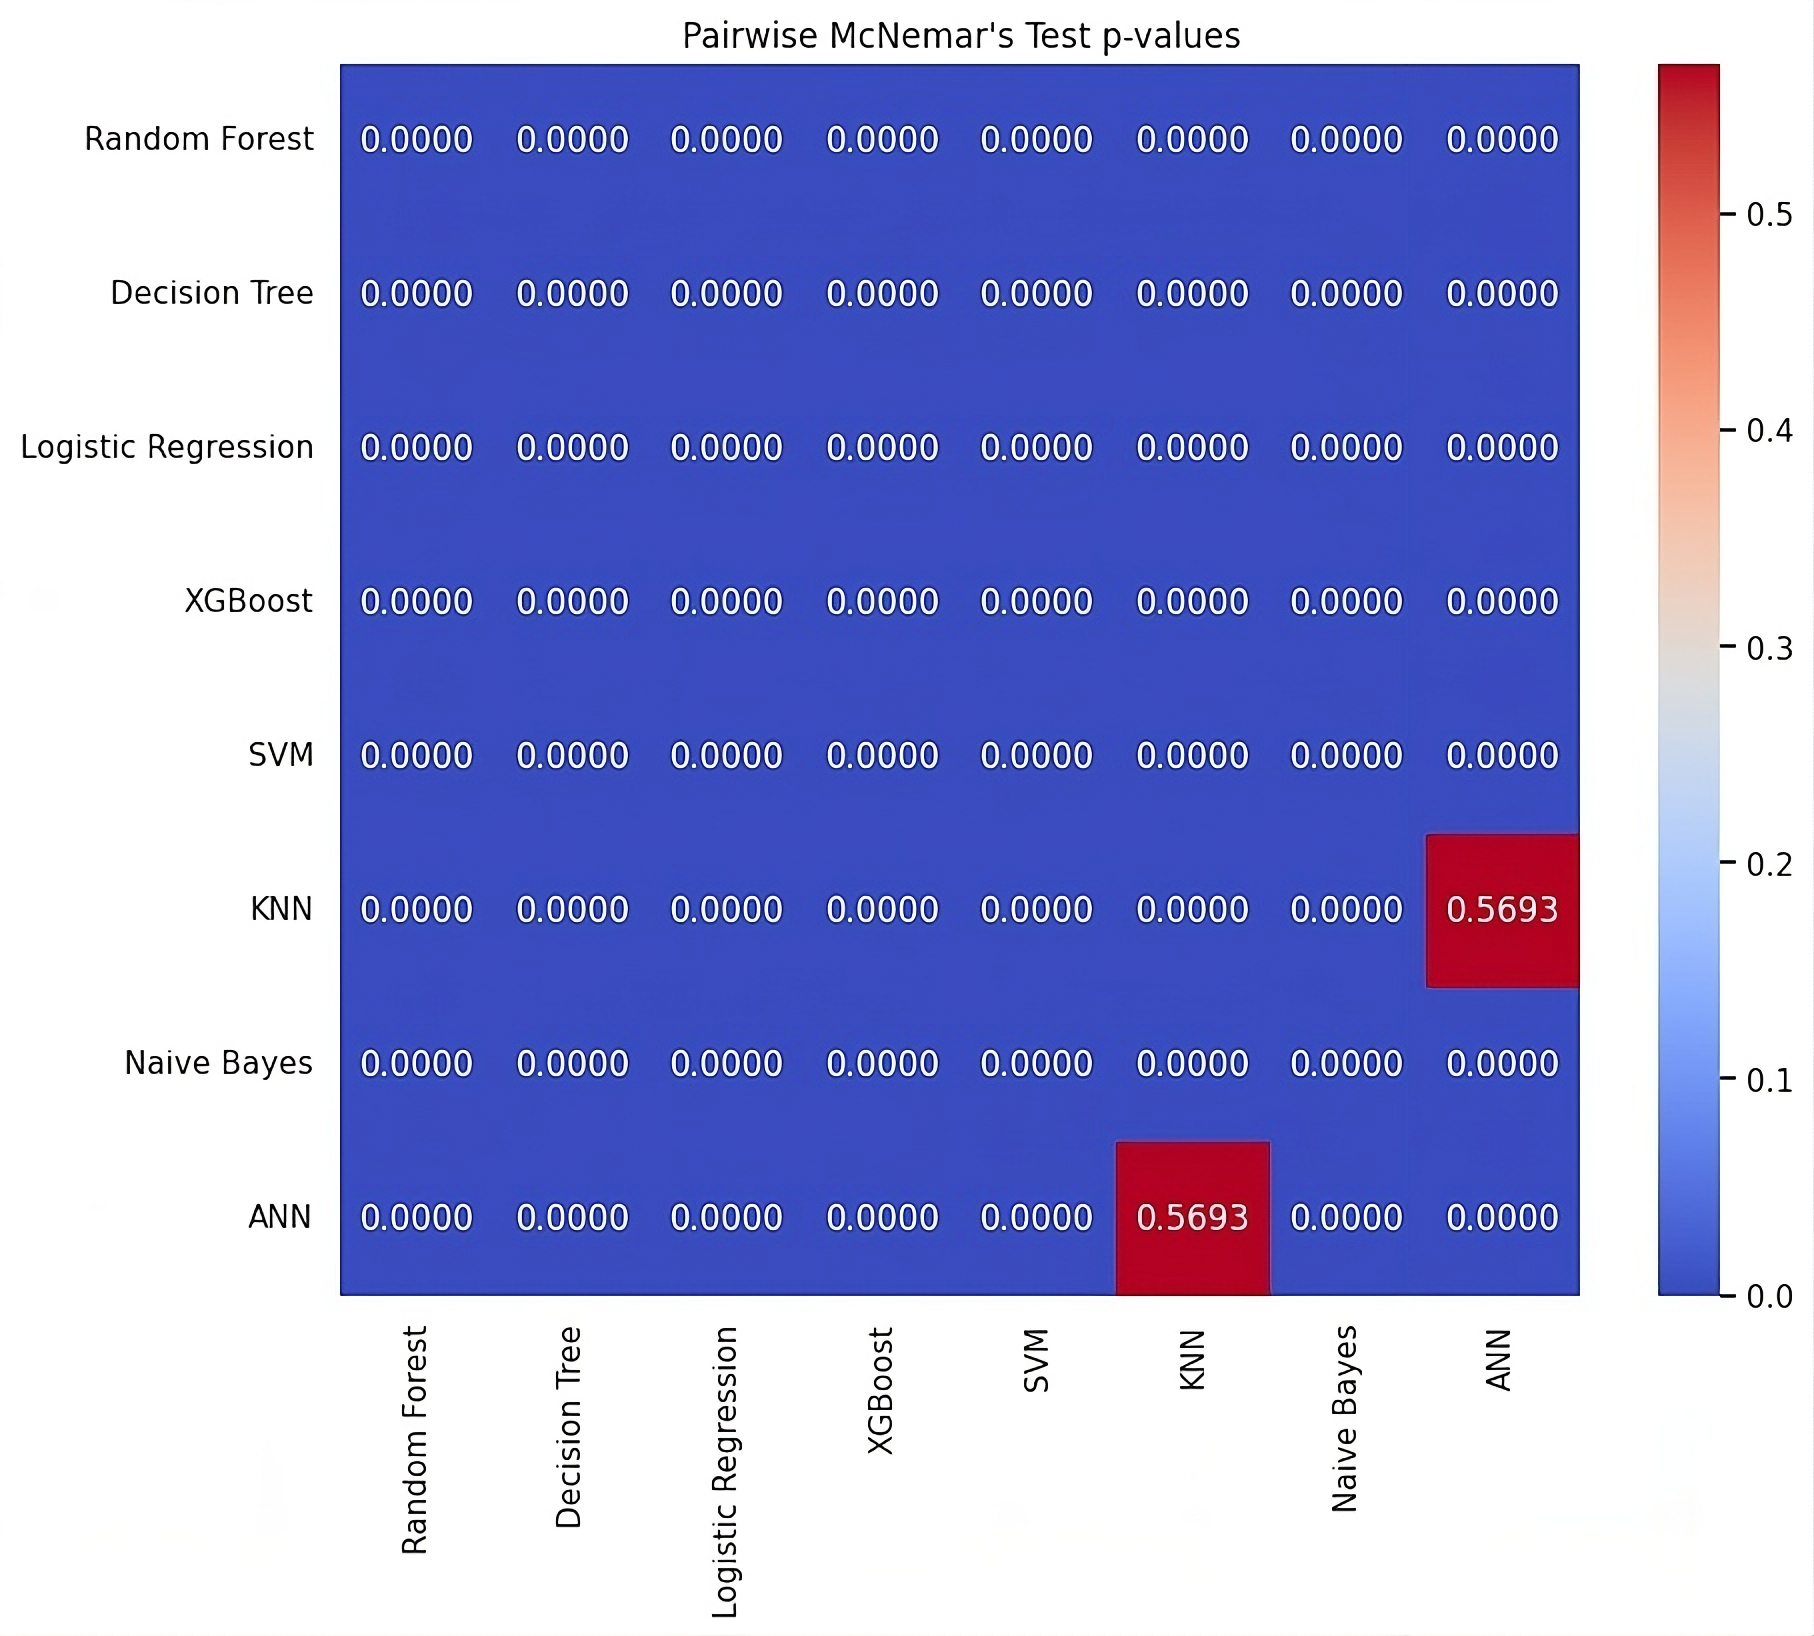 Pairwise McNemar's Test p-values
Random Forest 0.0000 0.0000 0.0000 0.0000 0.0000 0.0000 0.0000 0.0000
0.5
Decision Tree 0.0000 0.0000 0.0000 0.0000 0.0000 0.0000 0.0000 0.0000
0.4
Logistic Regression 0.0000 0.0000 0.0000 0.0000 0.0000 0.0000 0.0000 0.0000
XGBoost 0.0000 0.0000 0.0000 0.0000 0.0000 0.0000 0.0000 0.0000
0.3
SVM 0.0000 0.0000 0.0000 0.0000 0.0000 0.0000 0.0000 0.0000
0.2
KNN 0.0000 0.0000 0.0000 0.0000 0.0000 0.0000 0.0000 0.5693
Naive Bayes 0.0000 0.0000 0.0000 0.0000 0.0000 0.0000 0.0000 0.0000
0.1
ANN 0.0000 0.0000 0.0000 0.0000 0.0000 0.5693 0.0000 0.0000
0.0
Random Forest
Decision Tree
Logistic Regression
XGBoost
SVM
KNN
Naive Bayes
ANN